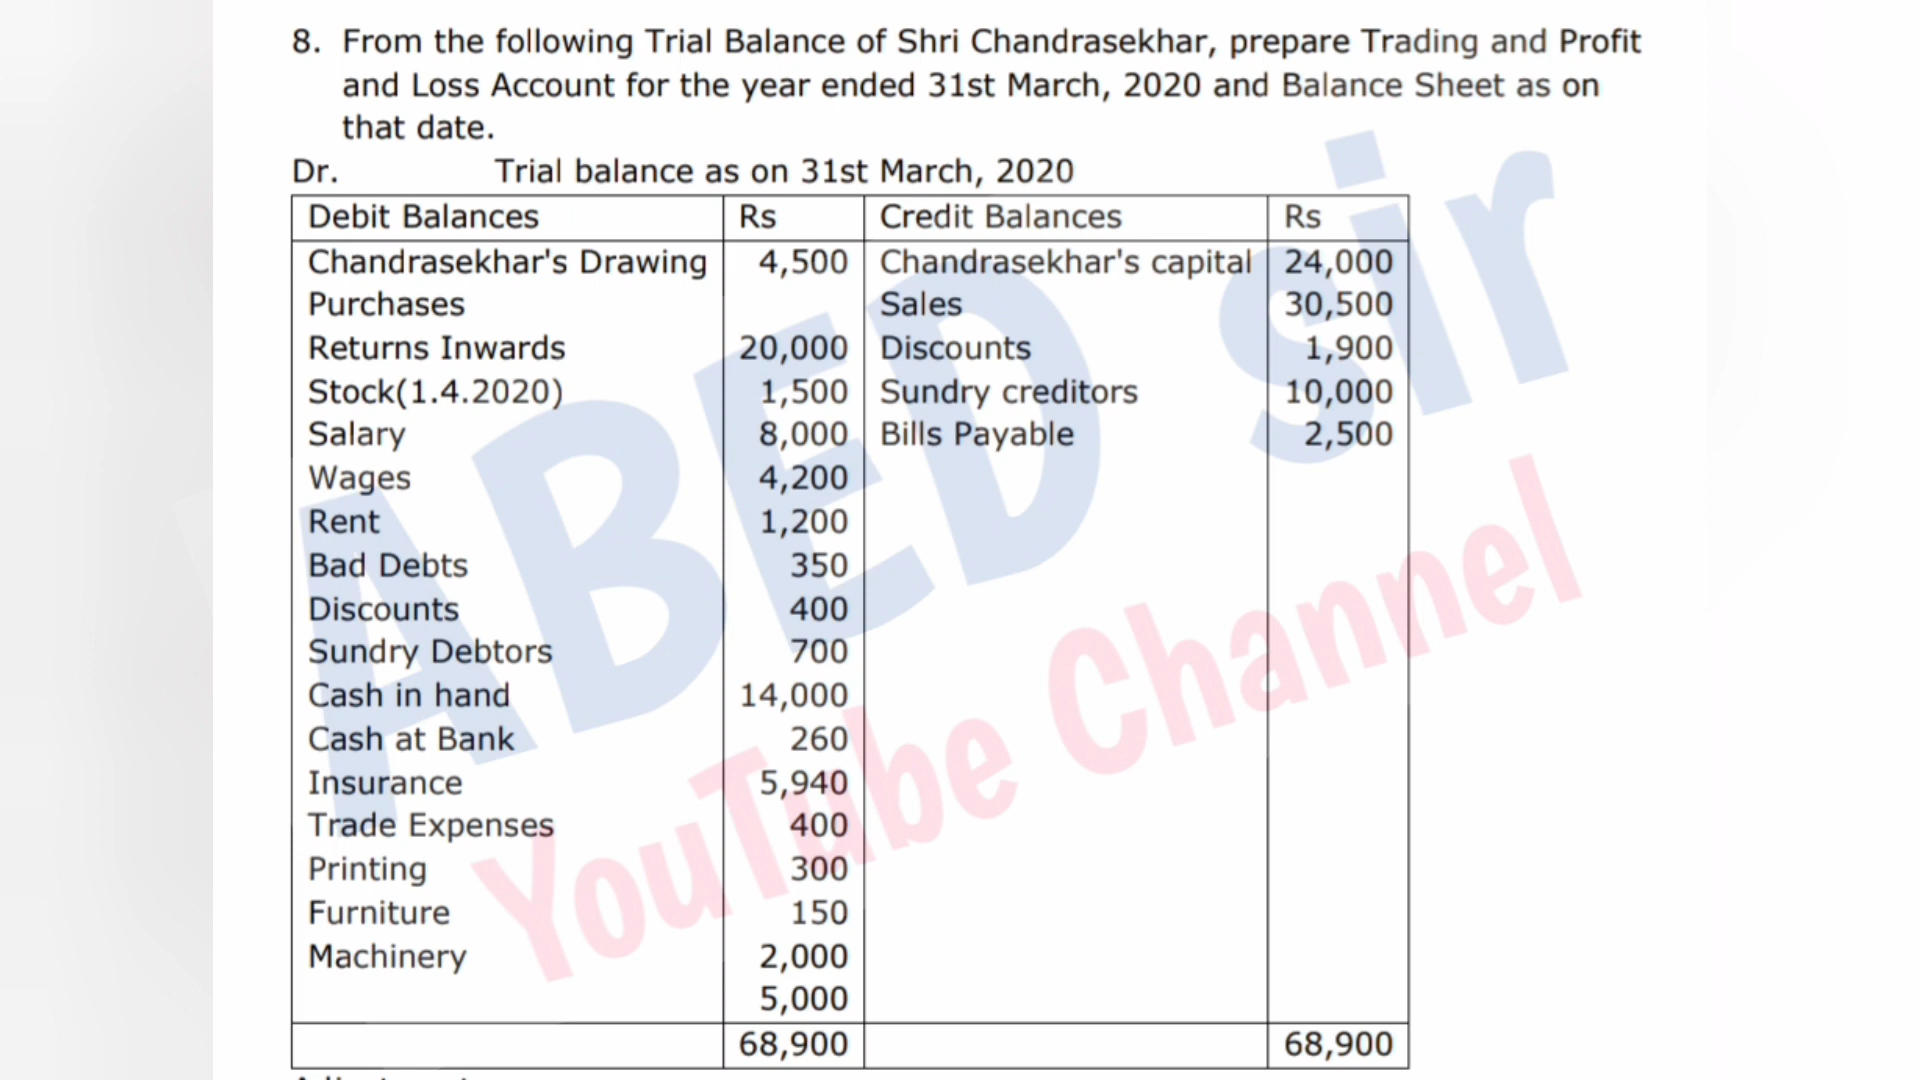 8. From the following Trial Balance of Shri Chandrasekhar, prepare Trading and Profit
and Loss Account for the year ended 31st March, 2020 and Balance Sheet as on
that date.
Dr. Trial balance as on 31st March, 2020
Debit Balances Rs Credit Balances Rs
Chandrasekhar's Drawing 4,500 Chandrasekhar's capital 24,000
Purchases Sales 30,500
Returns Inwards 20,000 Discounts 1,900
Stock(1.4.2020) 1,500 Sundry creditors 10,000
Salary 8,000 Bills Payable 2,500
Wages 4,200
Rent 1,200
Bad Debts 350
Discounts 400
Sundry Debtors 700
Cash in hand 14,000
Cash at Bank 260
Insurance 5,940
Trade Expenses 400
Printing 300
Furniture 150
Machinery 2,000
5,000
68,900 68,900
ABED sir
YouTube Channel